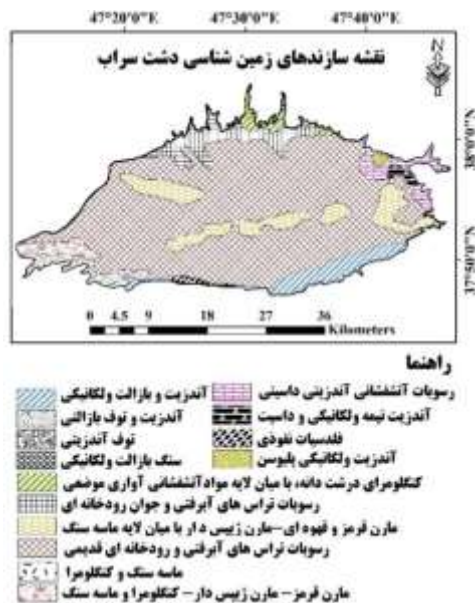 47°20'0"E 47°30'0"E 47°40'0"E
نقشه سازندهای زمین شناسی دشت سراب
N
38°0'0"N
37°50'0"N
0 4.5 9 18 27 36
Kilometers
راهنما
رسوبات آتشفشانی آندزیتی داسیتی
آندزیت نیمه ولکانیکی و داسیت
فلدسپات نفوذی
آندزیت ولکانیکی پلیوسن
آندزیت و بازالت ولکانیکی
آندزیت و توف بازالتی
توف آندزیتی
سنگ بازالت ولکانیکی
کنگلومرای درشت دانه، با میان لایه مواد آتشفشانی آواری موضعی
رسوبات تراس های آبرفتی و جوان رودخانه ای
مارن قرمز و قهوه ای-مارن ژیپس دار با میان لایه ماسه سنگ
رسوبات تراس های آبرفتی و رودخانه ای قدیمی
ماسه سنگ و کنگلومرا
مارن قرمز- مارن ژیپس دار- کنگلومرا و ماسه سنگ